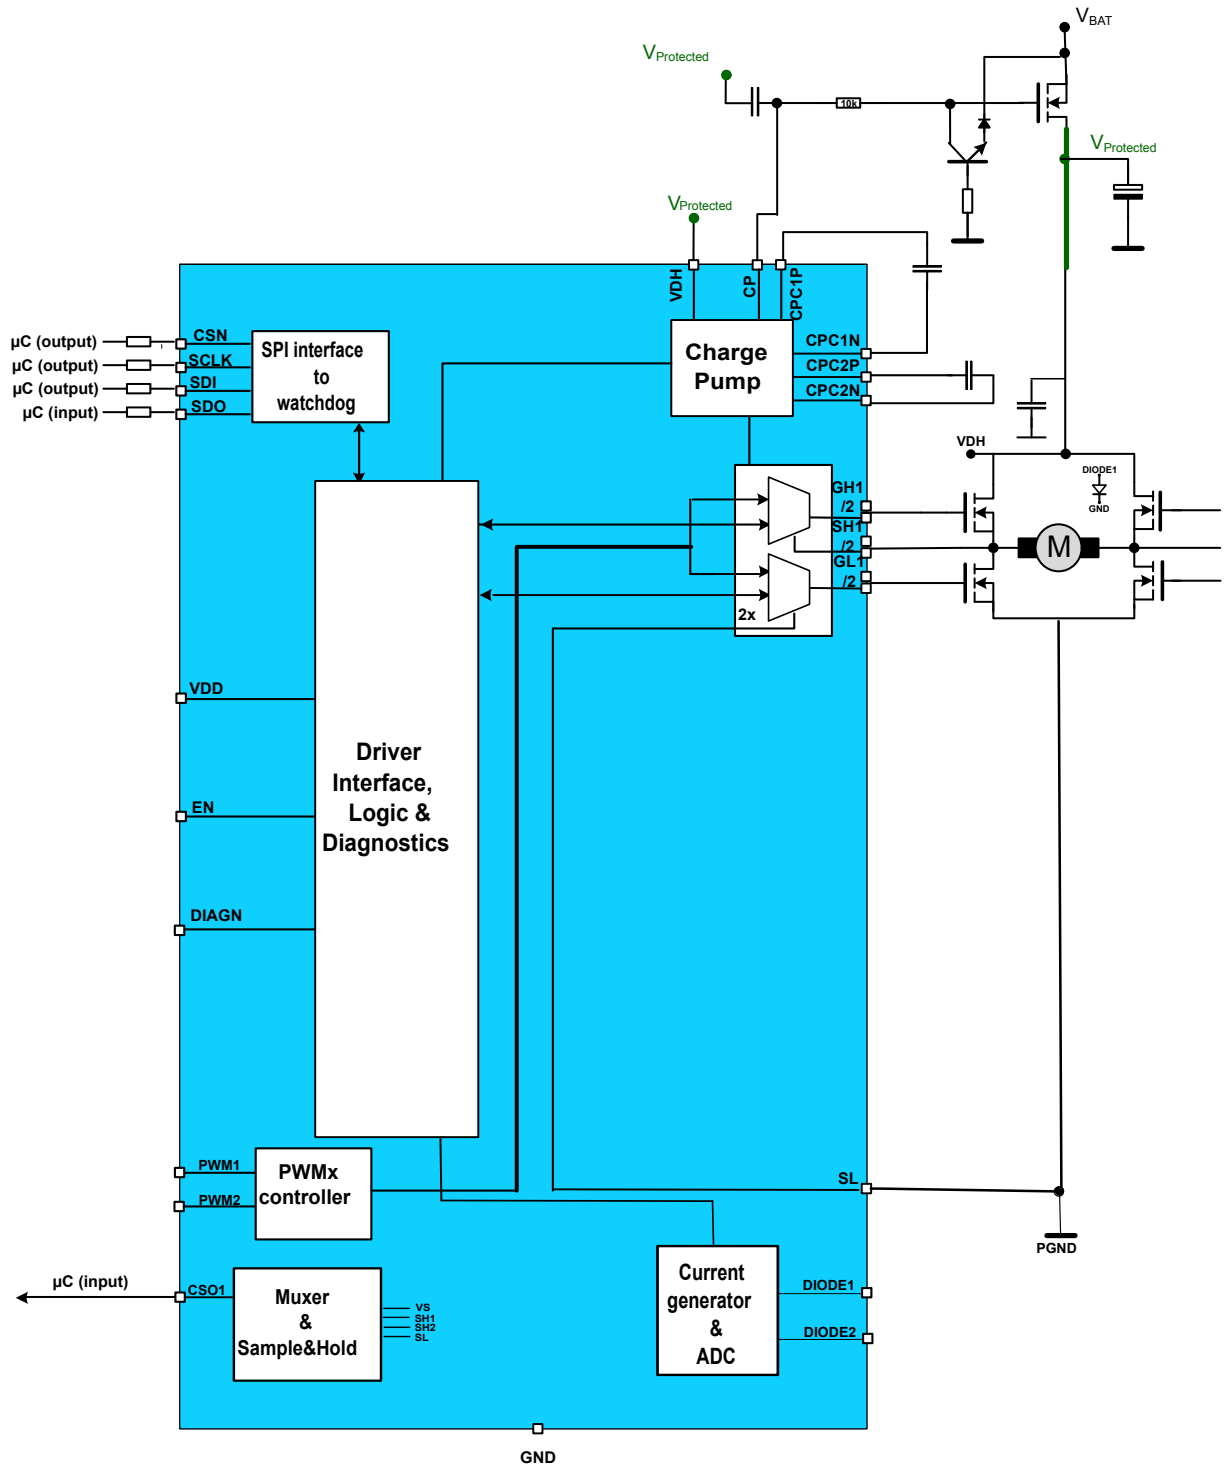 VBAT
VProtected
10k
VProtected
VProtected
VDH
CP
CPC1P
µC (output)
CSN
µC (output)
SCLK
µC (output)
SDI
µC (input)
SDO
SPI interface
to
watchdog
Charge
Pump
CPC1N
CPC2P
CPC2N
VDH
DIODE1
GND
GH1
/2
SH1
/2
GL1
/2
M
2x
VDD
Driver
Interface,
Logic &
Diagnostics
EN
DIAGN
PWM1
PWM2
PWMx
controller
SL
PGND
µC (input)
CSO1
Muxer
&
Sample&Hold
VS
SH1
SH2
SL
Current
generator
&
ADC
DIODE1
DIODE2
GND